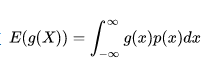 E(g(X)) = ∫_{-∞}^{∞} g(x)p(x)dx